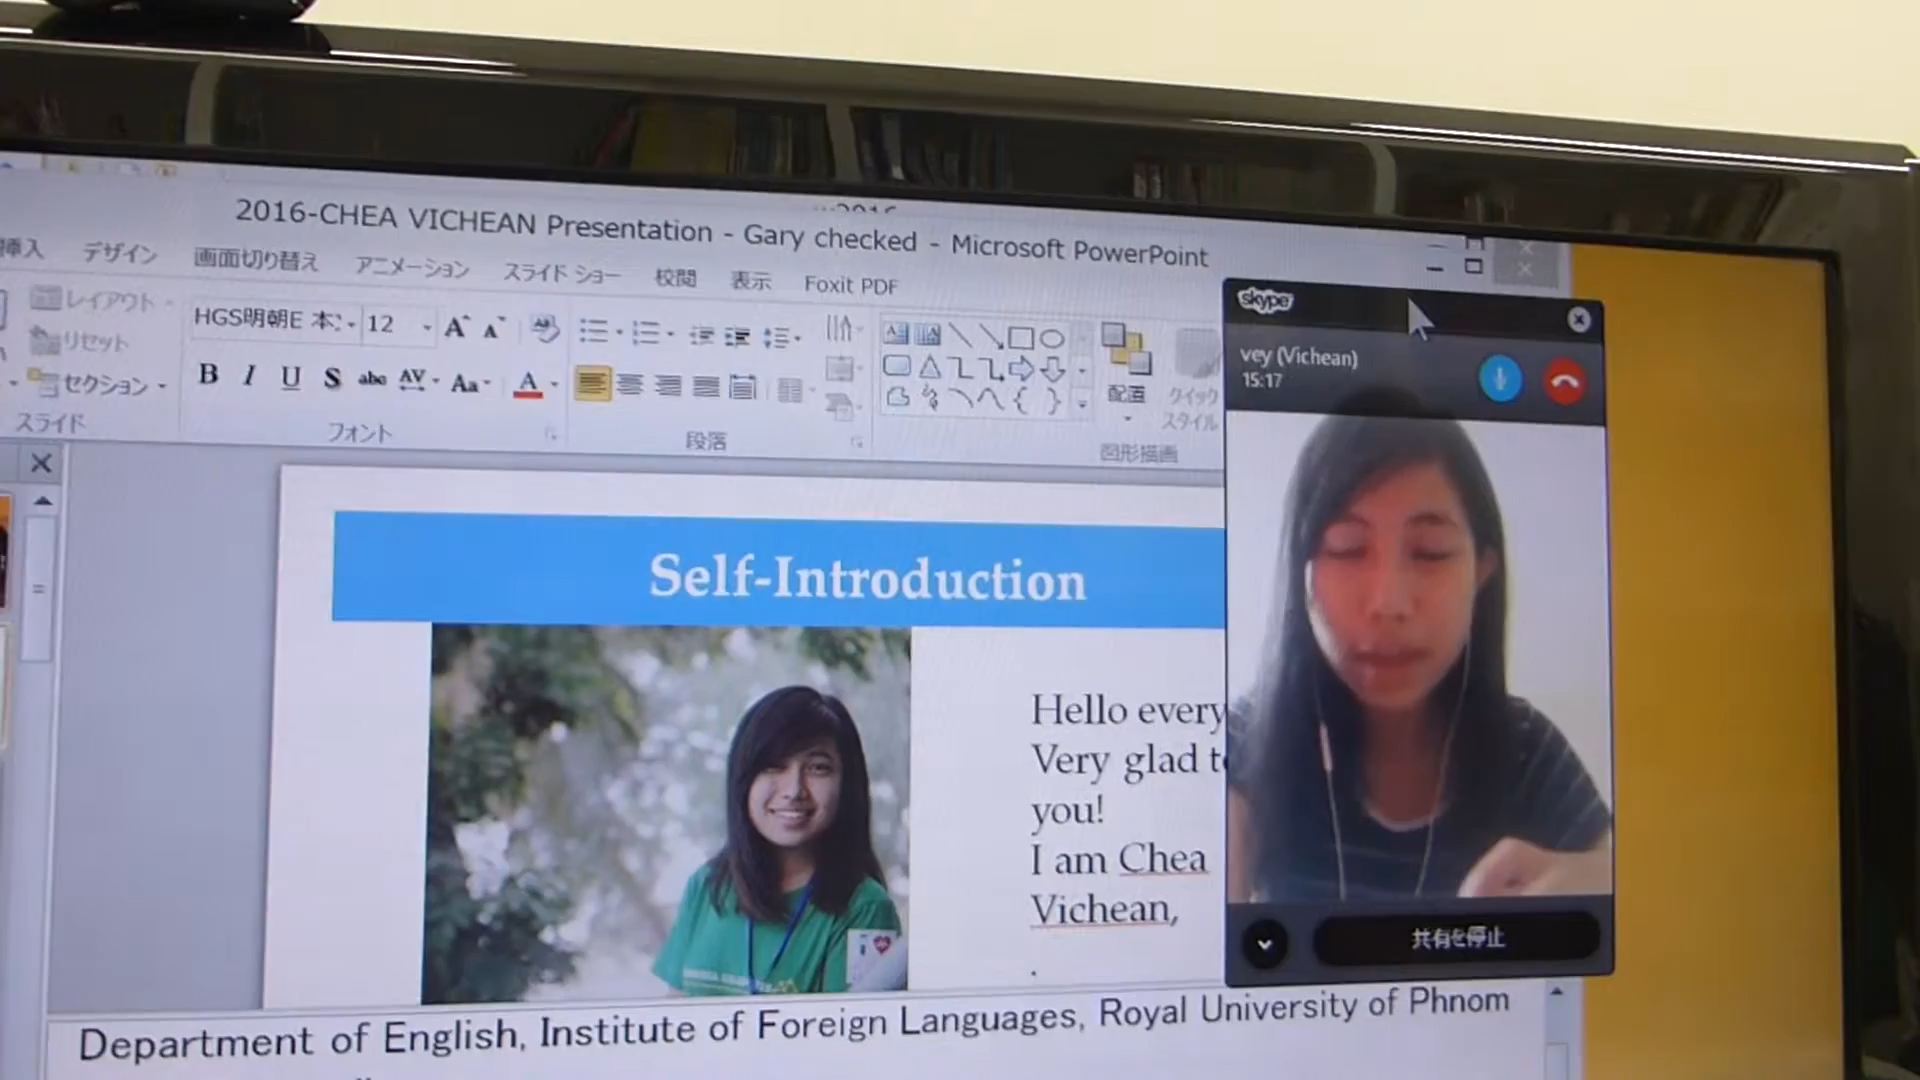 2016-CHEA VICHEAN Presentation - Gary checked - Microsoft PowerPoint
挿入 デザイン 画面切り替え アニメーション スライド ショー 校閲 表示 Foxit PDF
レイアウト
リセット
セクション
スライド
HGS明朝E 本 12
B I U S abc AV Aa A
フォント
段落
配置
クイック
スタイル
図形描画
skype
vey (Vichean)
15:17
共有を停止
Self-Introduction
Hello every
Very glad t
you!
I am Chea
Vichean,
.
Department of English, Institute of Foreign Languages, Royal University of Phnom